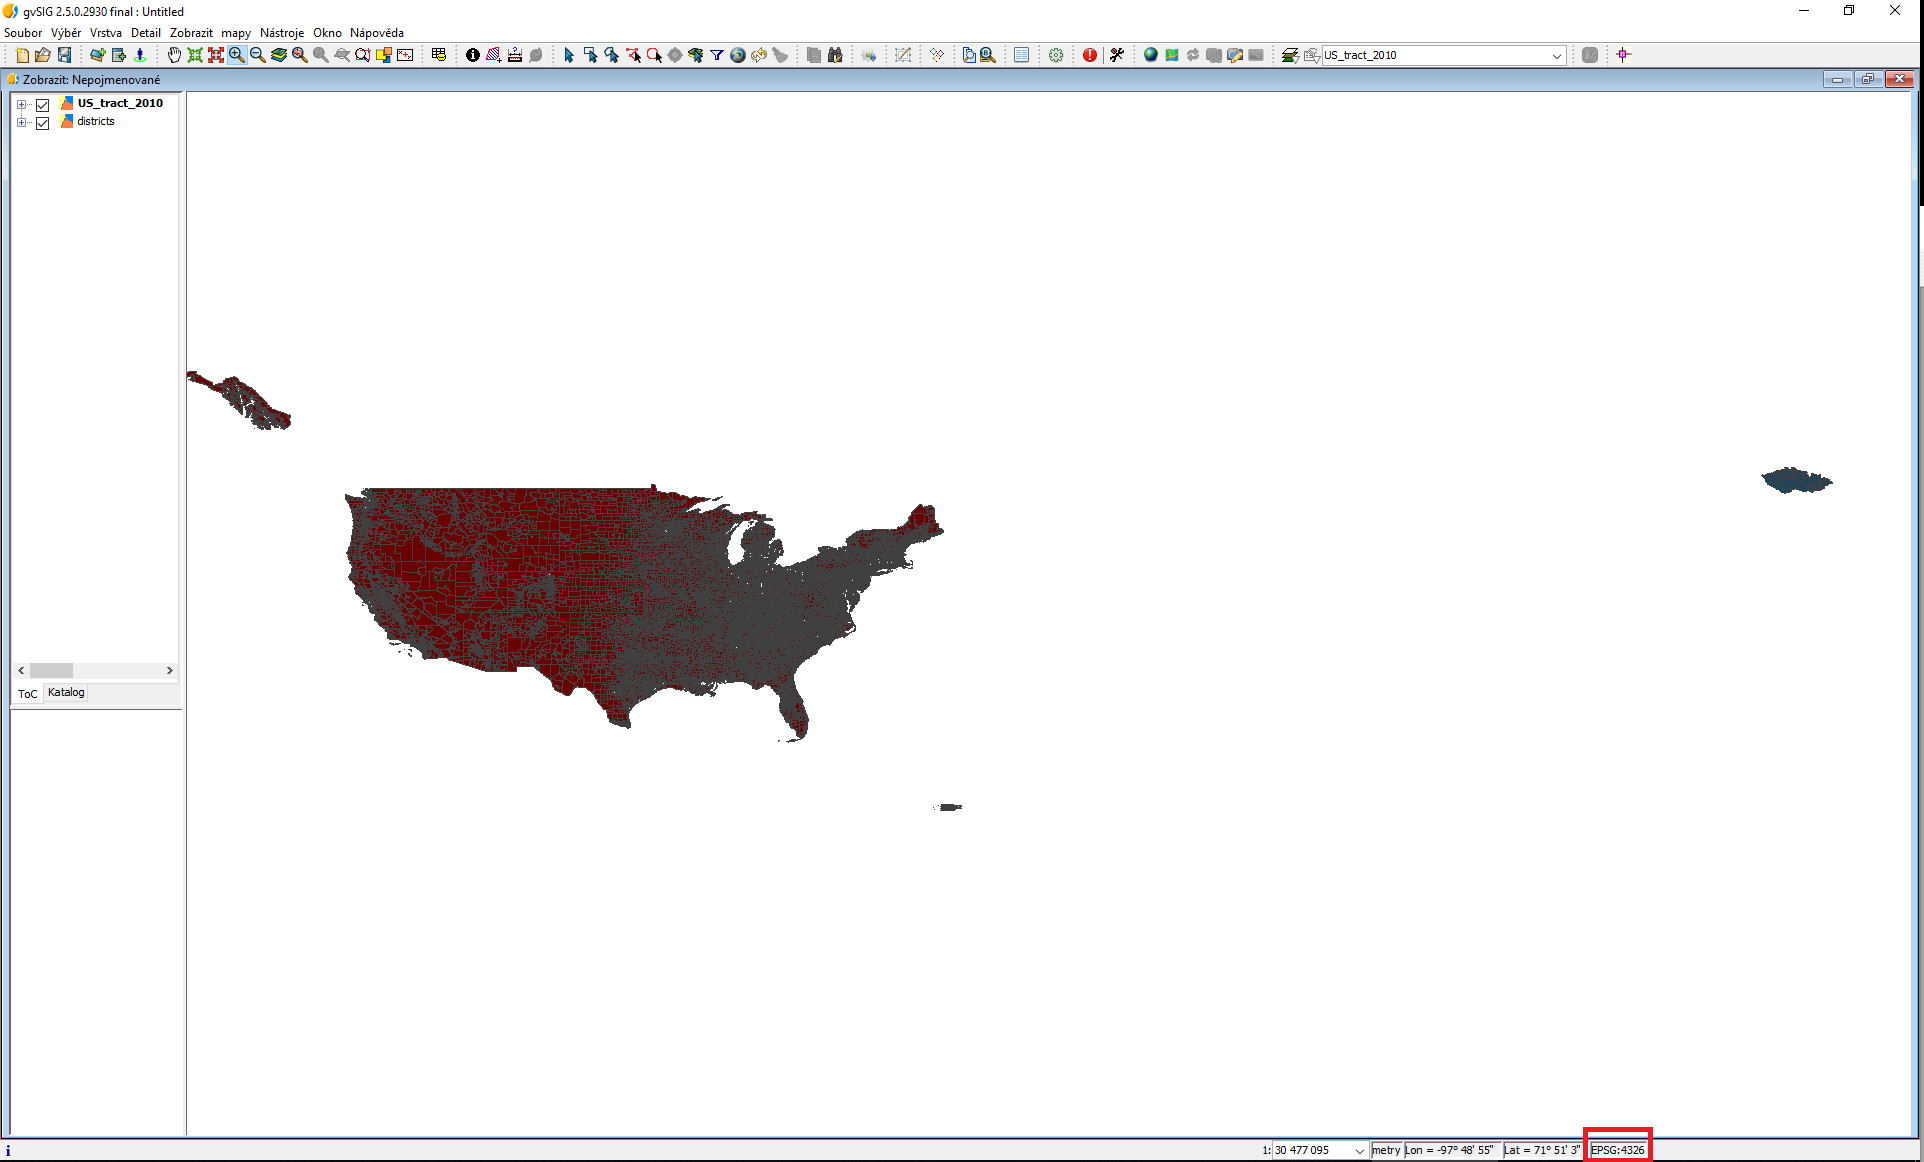 gvSIG 2.5.0.2930 final : Untitled
Soubor Výběr Vrstva Detail Zobrazit mapy Nástroje Okno Nápověda
US_tract_2010
Zobrazit: Nepojmenované
US_tract_2010
districts
ToC Katalog
1: 30 477 095 metry Lon = -97° 48' 55" Lat = 71° 51' 3" EPSG:4326